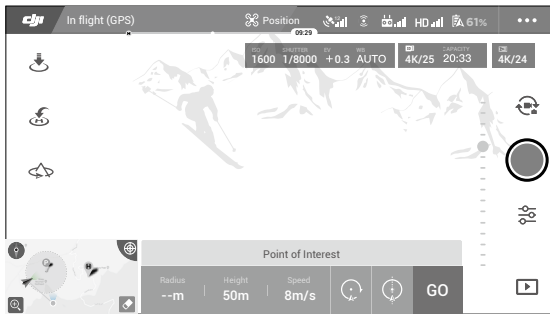 dji In flight (GPS) Position HD 61%
09:29
ISO SHUTTER EV WB CAPACITY
1600 1/8000 +0.3 AUTO 4K/25 20:33 4K/24
H
Point of Interest
Radius Height Speed
--m 50m 8m/s GO
H